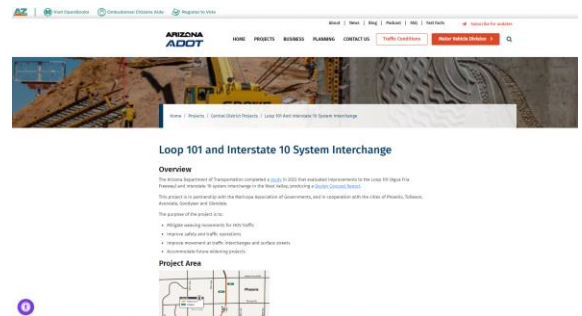 AZ Visit OpenBooks Ombudsman-Citizens Aide Register to Vote
About | News | Blog | Podcast | FAQ | Fast Facts Subscribe for updates
ARIZONA
ADOT
HOME PROJECTS BUSINESS PLANNING CONTACT US Traffic Conditions Motor Vehicle Division >
GROVE
Home | Projects | Central District Projects | Loop 101 and Interstate 10 System Interchange
Loop 101 and Interstate 10 System Interchange
Overview
The Arizona Department of Transportation completed a study in 2023 that evaluated improvements to the Loop 101 (Agua Fria
Freeway) and Interstate 10 system interchange in the West Valley, producing a Design Concept Report.
This project is in partnership with the Maricopa Association of Governments, and in cooperation with the cities of Phoenix, Tolleson,
Avondale, Goodyear and Glendale.
The purpose of the project is to:
• Mitigate weaving movements for HOV traffic
• Improve safety and traffic operations
• Improve movement at traffic interchanges and surface streets
• Accommodate future widening projects
Project Area
Phoenix